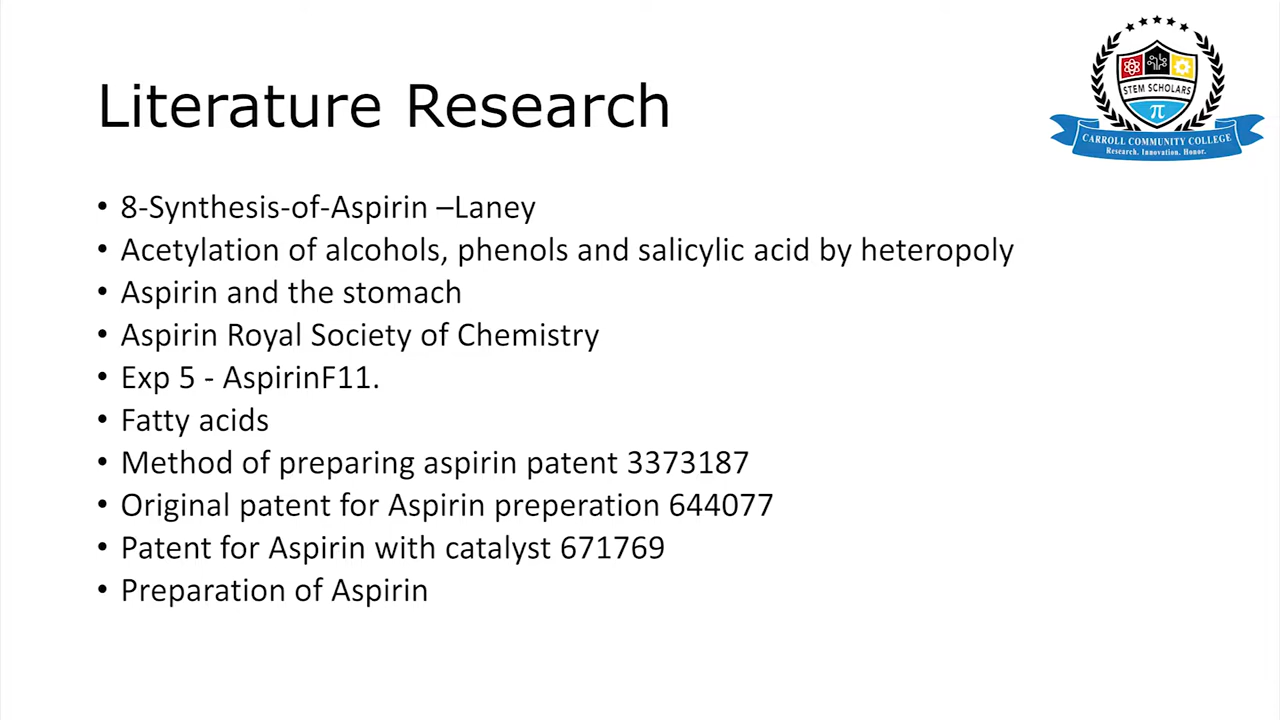 Literature Research
STEM SCHOLARS
π
CARROLL COMMUNITY COLLEGE
Research. Innovation. Honor.
• 8-Synthesis-of-Aspirin –Laney
• Acetylation of alcohols, phenols and salicylic acid by heteropoly
• Aspirin and the stomach
• Aspirin Royal Society of Chemistry
• Exp 5 - AspirinF11.
• Fatty acids
• Method of preparing aspirin patent 3373187
• Original patent for Aspirin preperation 644077
• Patent for Aspirin with catalyst 671769
• Preparation of Aspirin